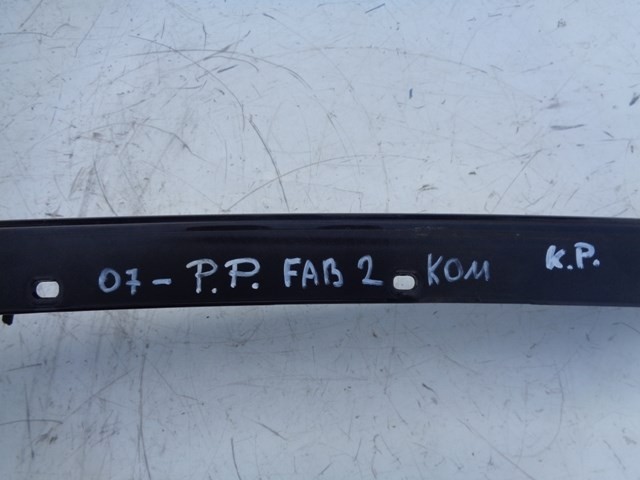 07- P.P. FAB 2 KOM K.P.